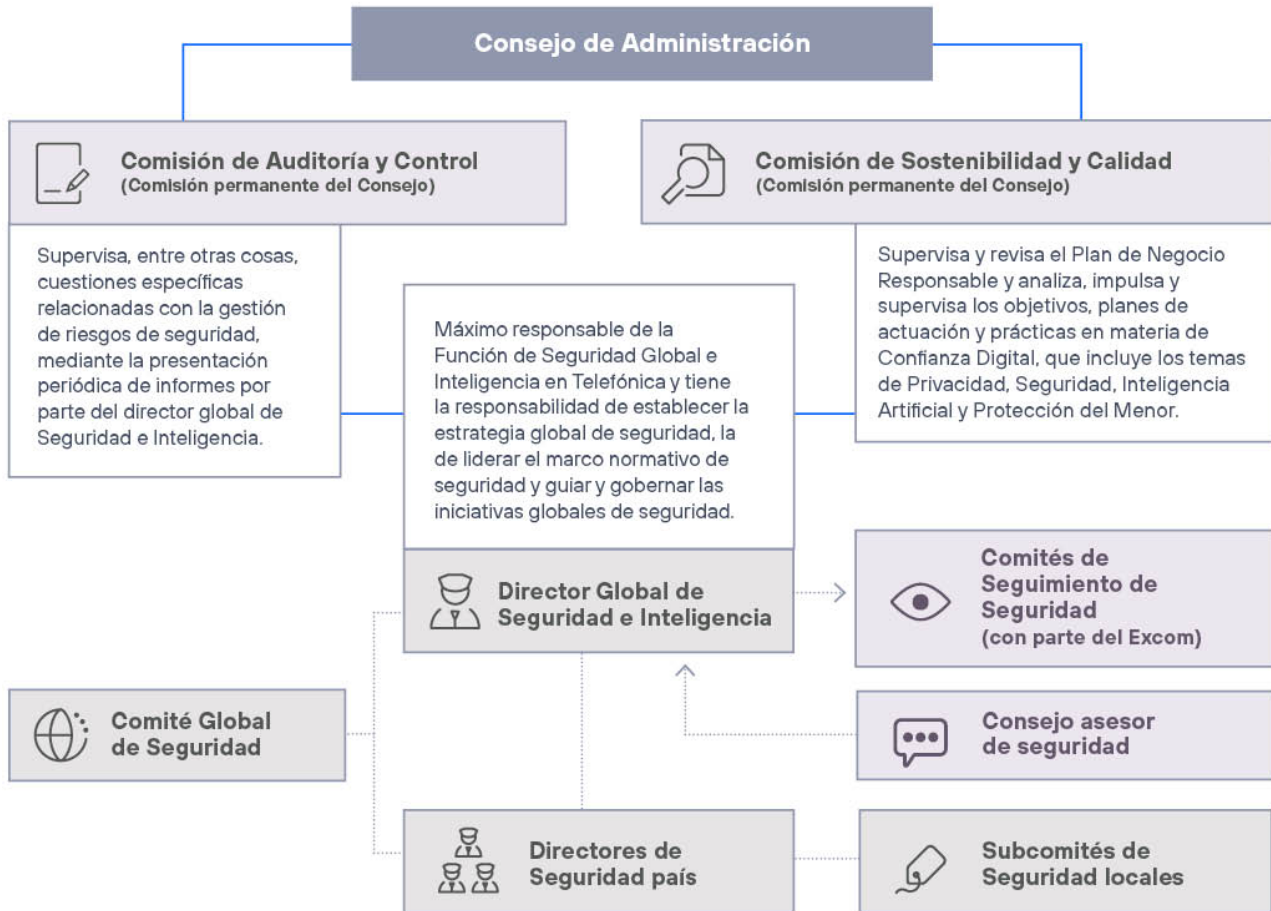 Consejo de Administración
Comisión de Auditoría y Control
(Comisión permanente del Consejo)
Supervisa, entre otras cosas,
cuestiones específicas
relacionadas con la gestión
de riesgos de seguridad,
mediante la presentación
periódica de informes por
parte del director global de
Seguridad e Inteligencia.
Comisión de Sostenibilidad y Calidad
(Comisión permanente del Consejo)
Supervisa y revisa el Plan de Negocio
Responsable y analiza, impulsa y
supervisa los objetivos, planes de
actuación y prácticas en materia de
Confianza Digital, que incluye los temas
de Privacidad, Seguridad, Inteligencia
Artificial y Protección del Menor.
Máximo responsable de la
Función de Seguridad Global e
Inteligencia en Telefónica y tiene
la responsabilidad de establecer la
estrategia global de seguridad, la
de liderar el marco normativo de
seguridad y guiar y gobernar las
iniciativas globales de seguridad.
Director Global de
Seguridad e Inteligencia
Comités de
Seguimiento de
Seguridad
(con parte del Excom)
Comité Global
de Seguridad
Consejo asesor
de seguridad
Directores de
Seguridad país
Subcomités de
Seguridad locales